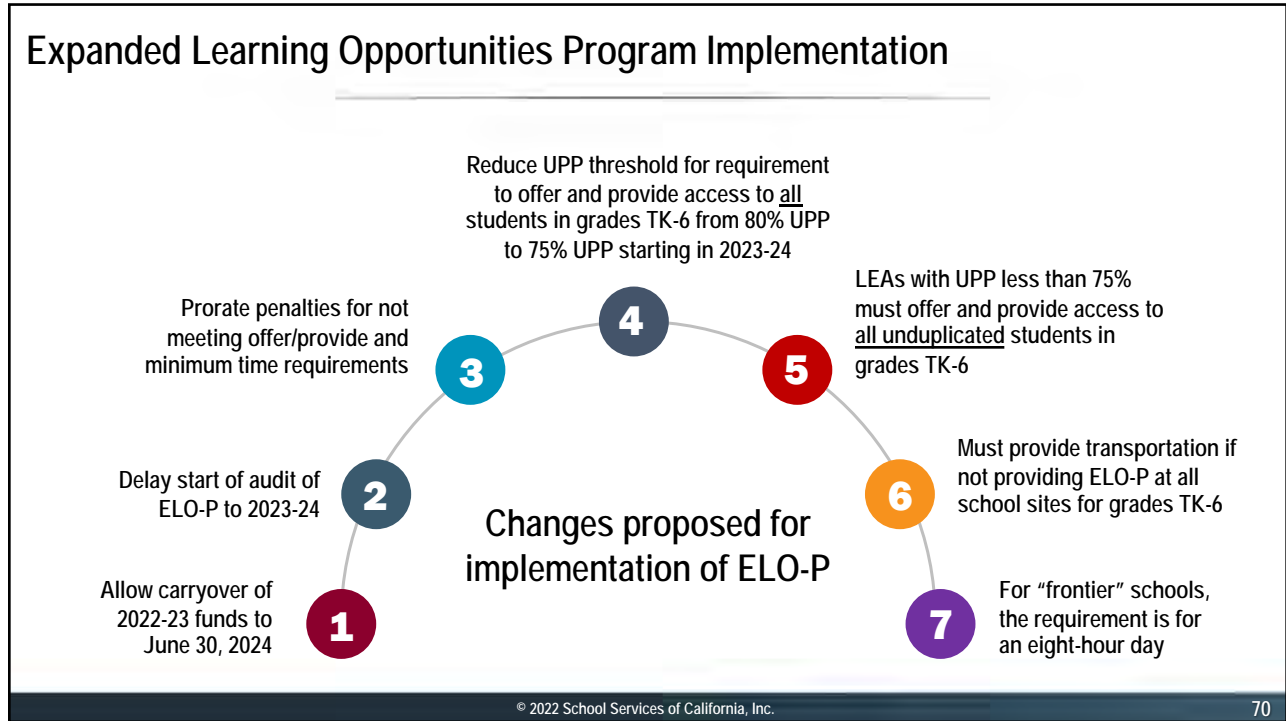 Expanded Learning Opportunities Program Implementation
Reduce UPP threshold for requirement
to offer and provide access to all
students in grades TK-6 from 80% UPP
to 75% UPP starting in 2023-24
4
Prorate penalties for not
meeting offer/provide and
minimum time requirements
3
LEAs with UPP less than 75%
must offer and provide access to
all unduplicated students in
grades TK-6
5
Delay start of audit of
ELO-P to 2023-24
2
Must provide transportation if
not providing ELO-P at all
school sites for grades TK-6
6
Changes proposed for
implementation of ELO-P
Allow carryover of
2022-23 funds to
June 30, 2024
1
For “frontier” schools,
the requirement is for
an eight-hour day
7
© 2022 School Services of California, Inc.
70